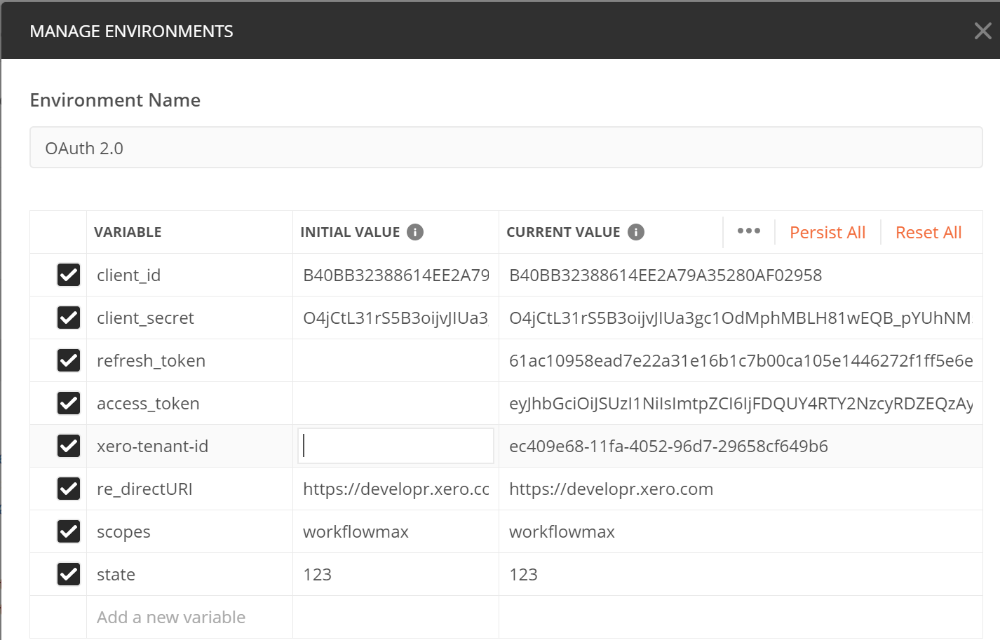 MANAGE ENVIRONMENTS
Environment Name
OAuth 2.0
VARIABLE INITIAL VALUE CURRENT VALUE Persist All Reset All
client_id B40BB32388614EE2A79 B40BB32388614EE2A79A35280AF02958
client_secret O4jCtL31rS5B3oijvJIUa3 O4jCtL31rS5B3oijvJIUa3gc1OdMphMBLH81wEQB_pYUhNM
refresh_token 61ac10958ead7e22a31e16b1c7b00ca105e1446272f1ff5e6e
access_token eyJhbGciOiJSUzI1NiIsImtpZCI6IjFDQUY4RTY2NzcyRDZEQzAy
xero-tenant-id ec409e68-11fa-4052-96d7-29658cf649b6
re_directURI https://developr.xero.cc https://developr.xero.com
scopes workflowmax workflowmax
state 123 123
Add a new variable